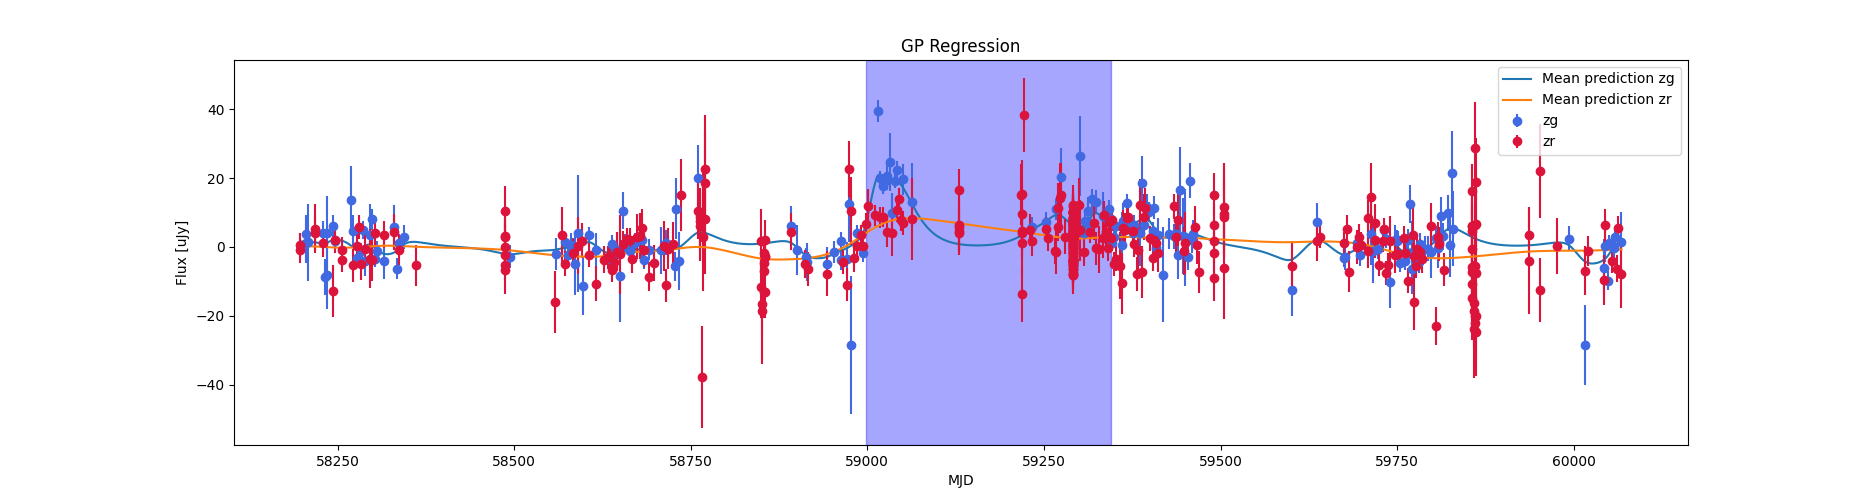 GP Regression
Mean prediction zg
Mean prediction zr
zg
zr
Flux [uJy]
40
20
0
−20
−40
58250
58500
58750
59000
59250
59500
59750
60000
MJD